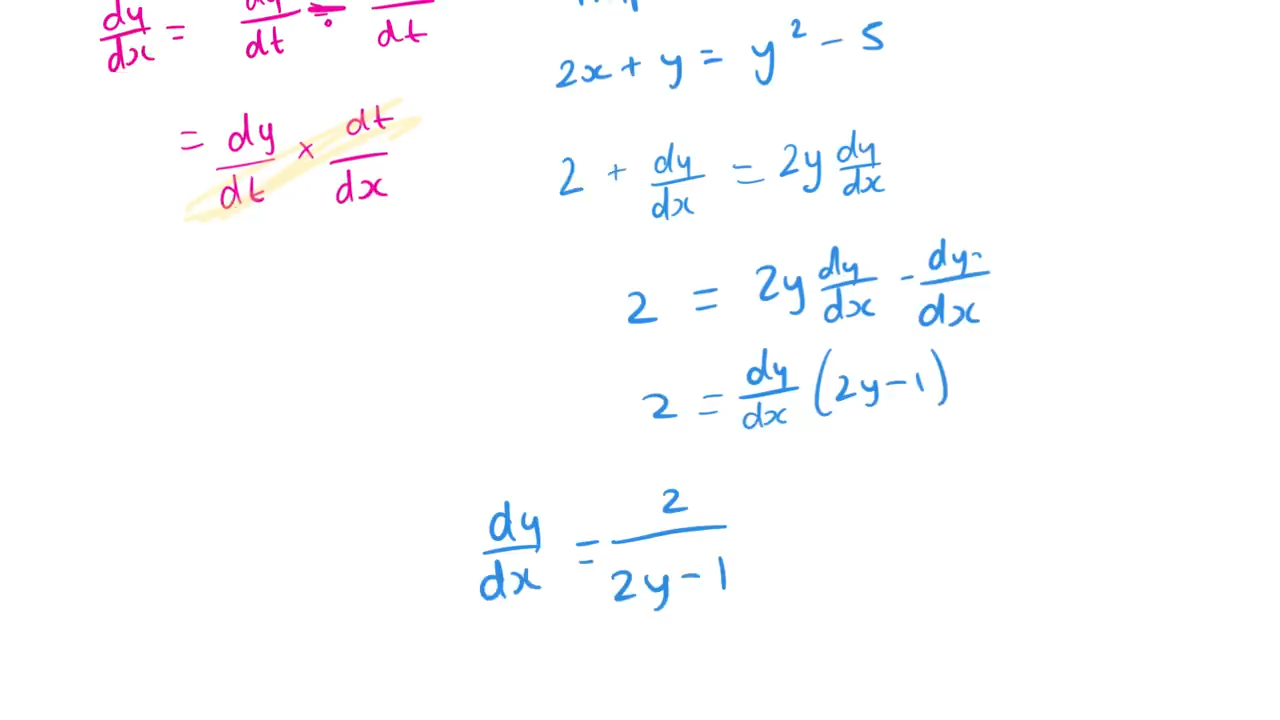 dy/dx = dy/dt ÷ /dt
= dy/dt × dt/dx
2x + y = y² - 5
2 + dy/dx = 2y dy/dx
2 = 2y dy/dx - dy/dx
2 = dy/dx (2y - 1)
dy/dx = 2/(2y - 1)